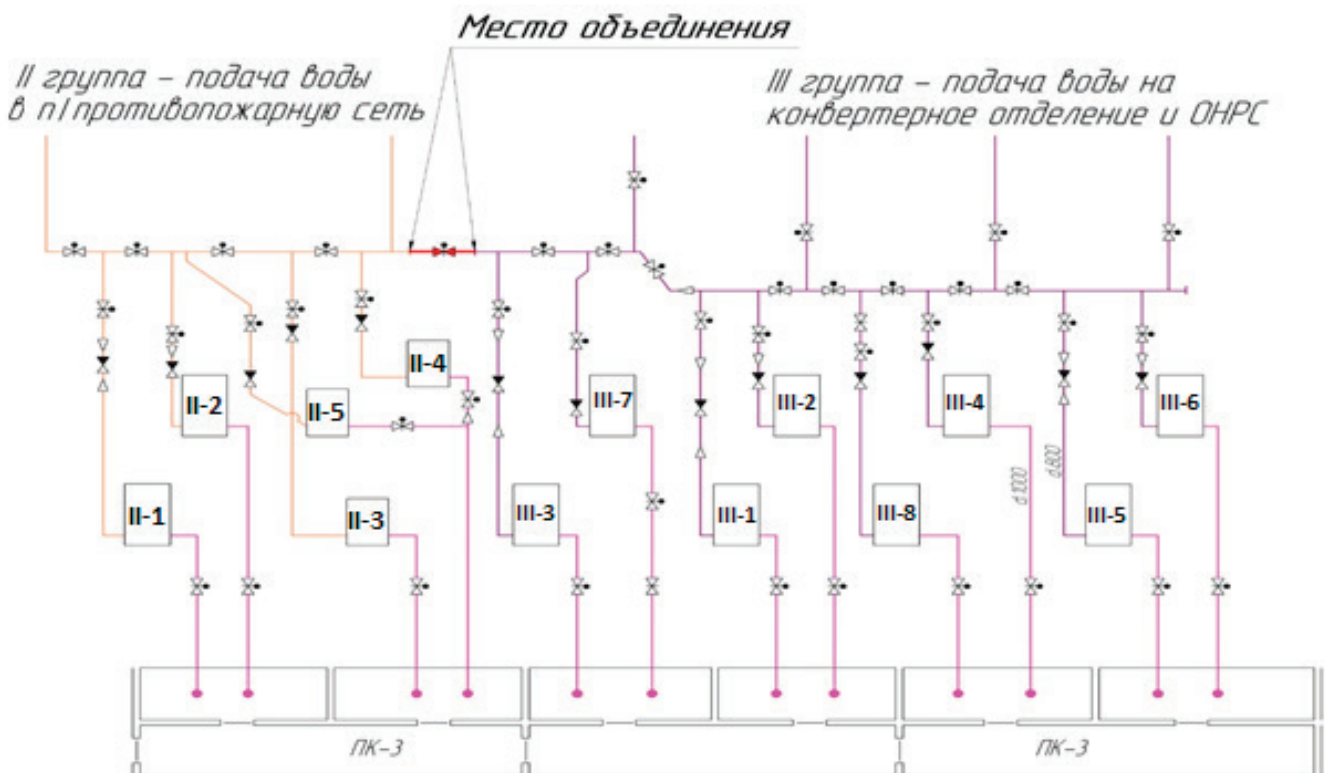 Место объединения
II группа – подача воды
в п/противопожарную сеть
III группа – подача воды на
конвертерное отделение и ОНРС
II-4
II-2
II-5
III-7
III-2
III-4
III-6
d1000
d800
II-1
II-3
III-3
III-1
III-8
III-5
ПК-3
ПК-3